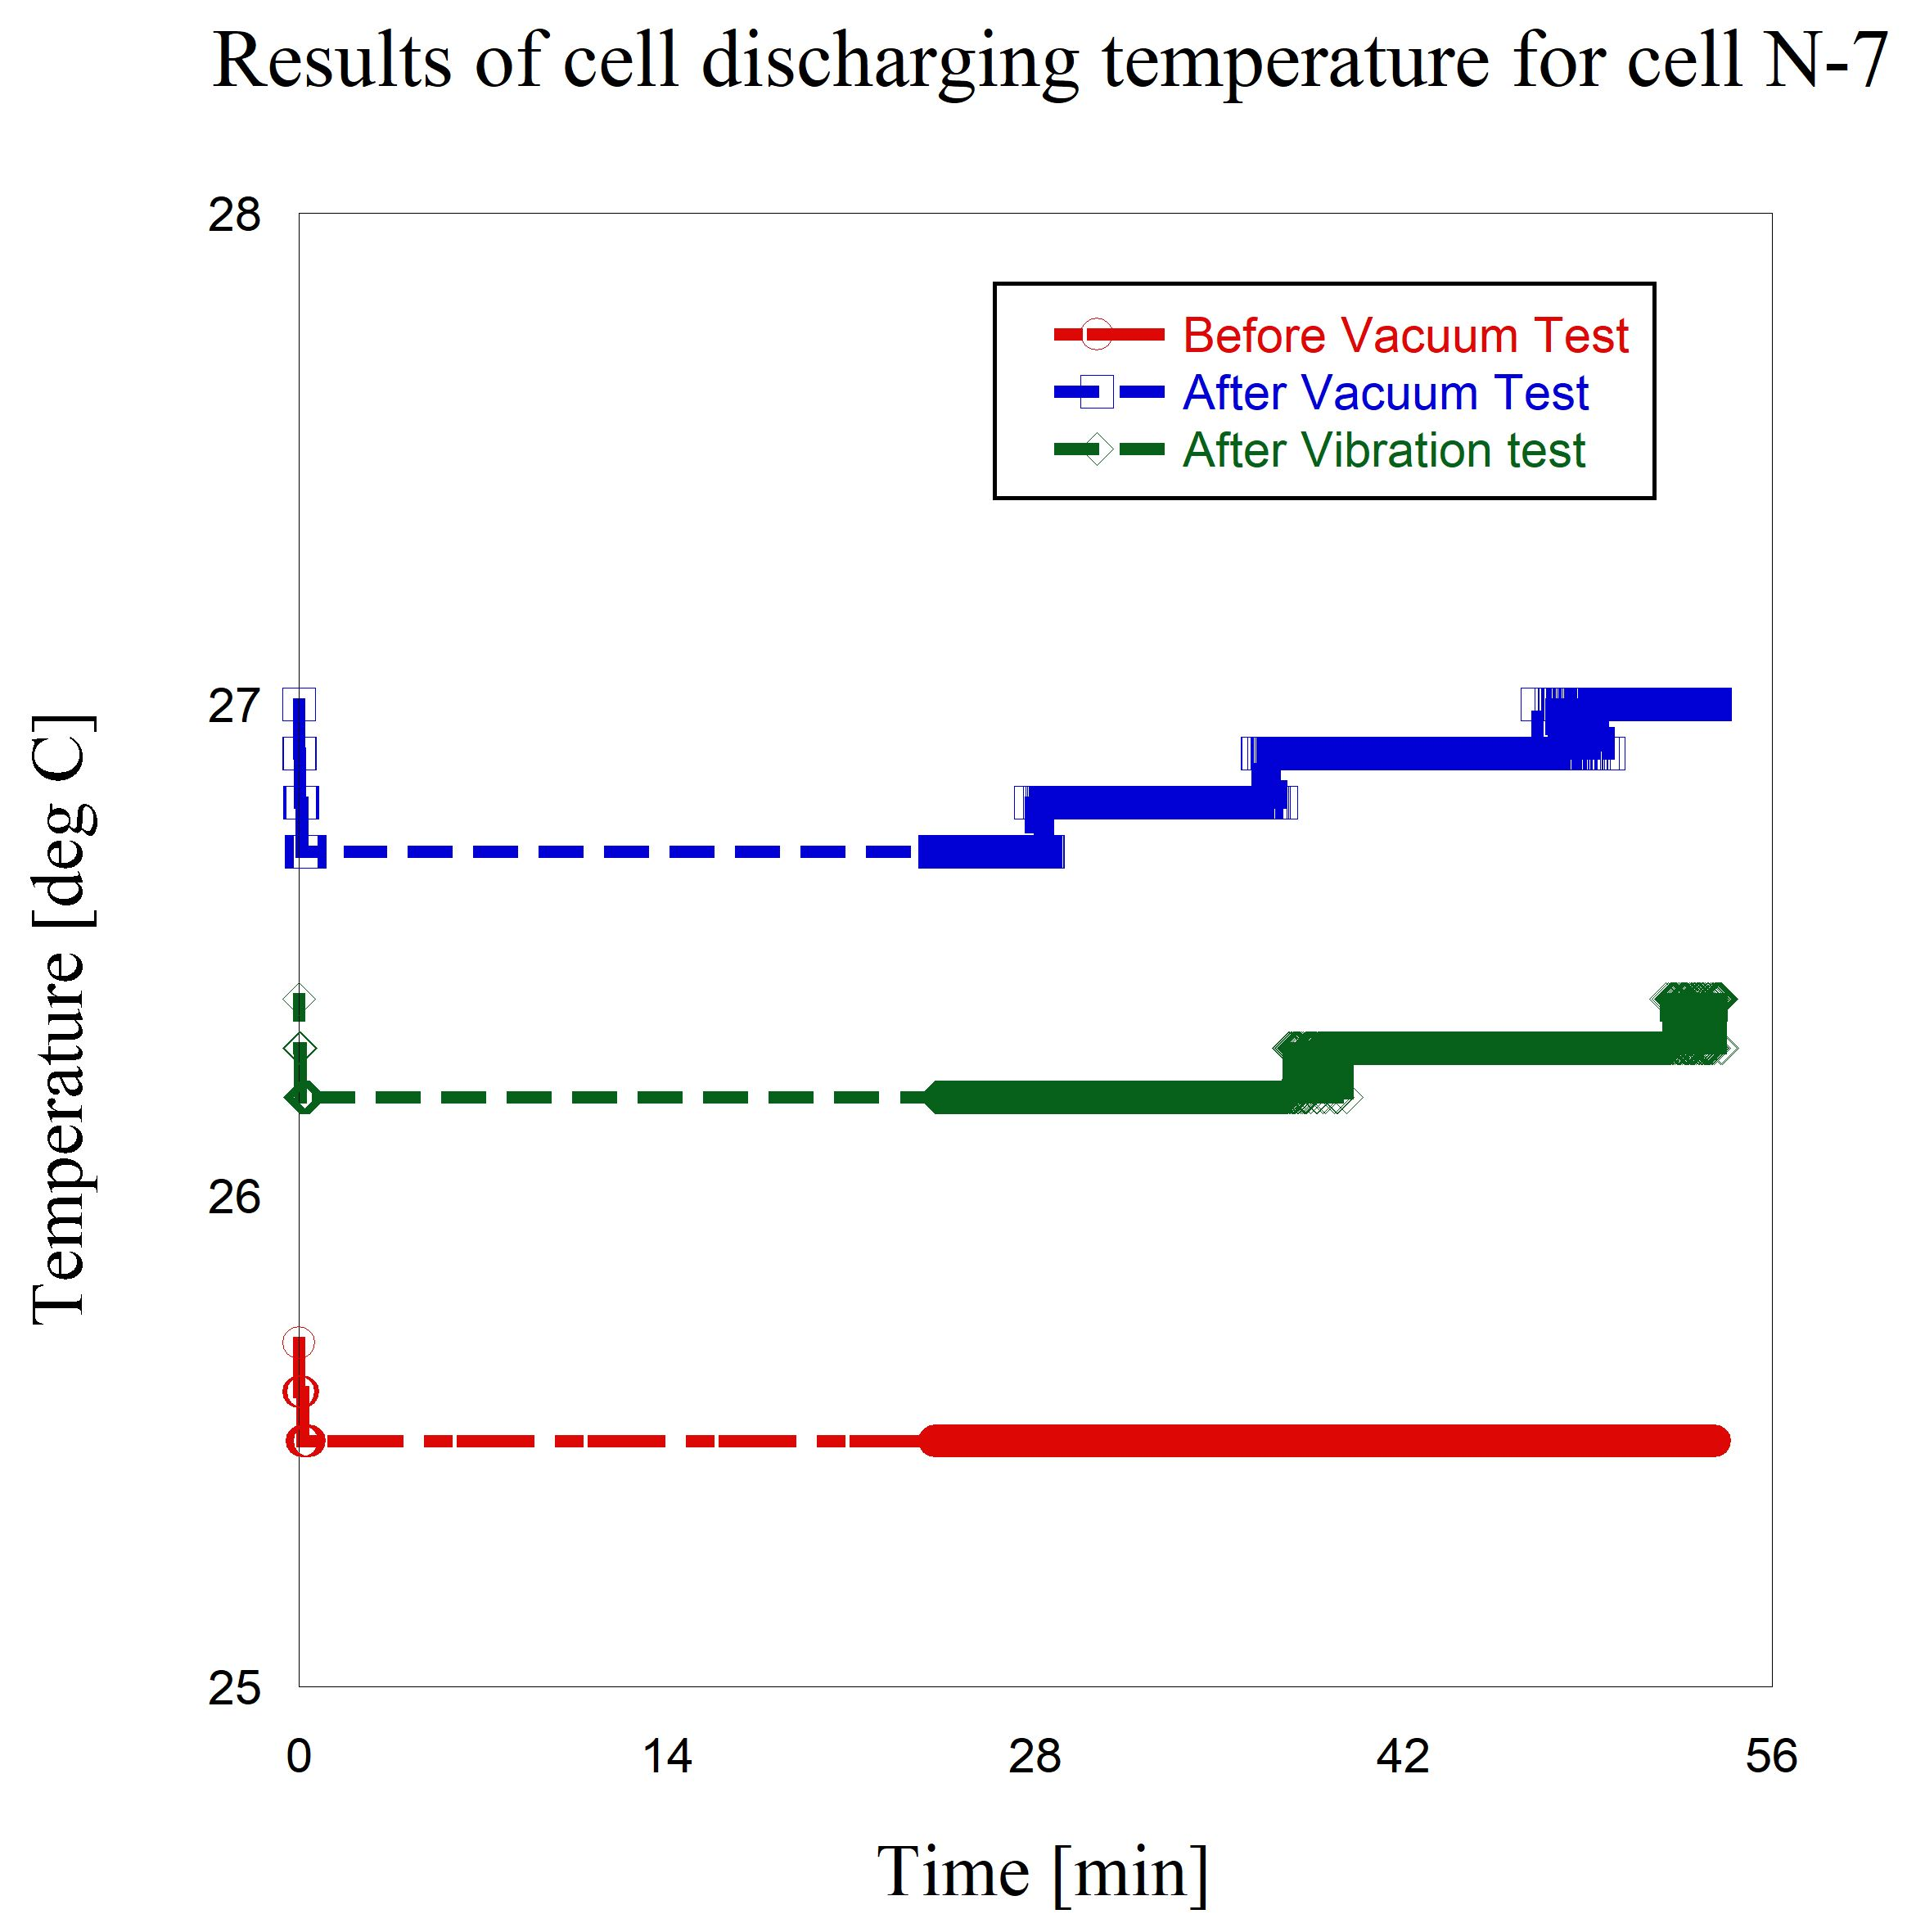 Results of cell discharging temperature for cell N-7
28
Before Vacuum Test
After Vacuum Test
After Vibration test
27
Temperature [deg C]
26
25
0 14 28 42 56
Time [min]